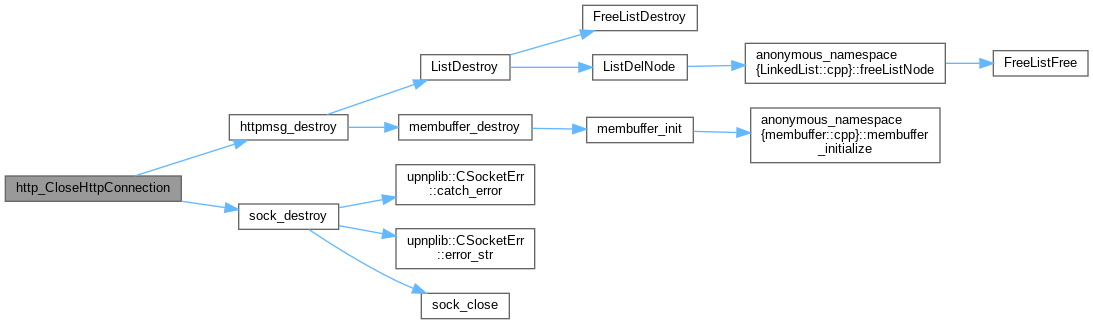 FreeListDestroy
ListDestroy
ListDelNode
anonymous_namespace
{LinkedList::cpp}::freeListNode
FreeListFree
httpmsg_destroy
membuffer_destroy
membuffer_init
anonymous_namespace
{membuffer::cpp}::membuffer
_initialize
http_CloseHttpConnection
upnplib::CSocketErr
::catch_error
sock_destroy
upnplib::CSocketErr
::error_str
sock_close